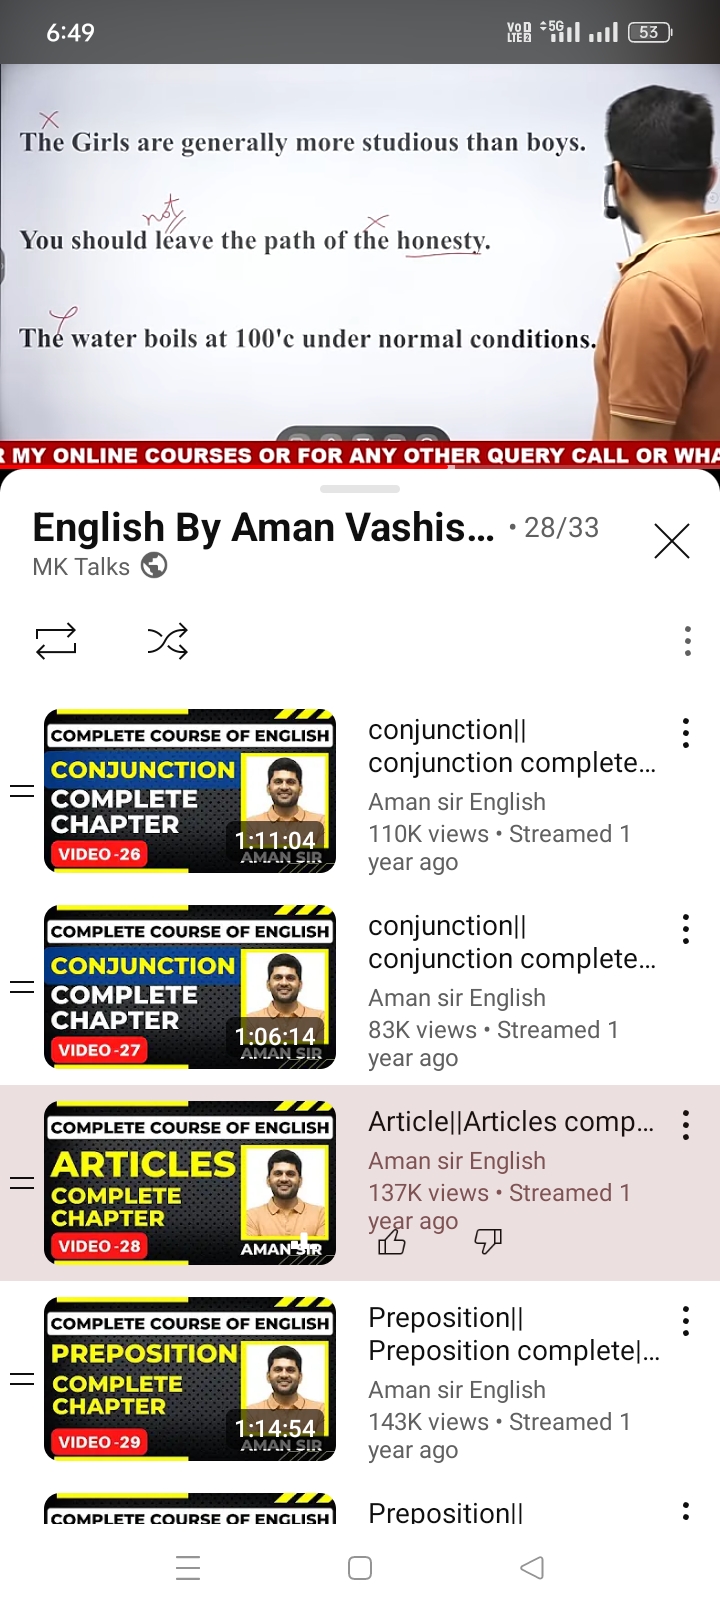 6:49
VoD LTE2 5G 53
x
The Girls are generally more studious than boys.
not x
You should leave the path of the honesty.
The water boils at 100'c under normal conditions.
R MY ONLINE COURSES OR FOR ANY OTHER QUERY CALL OR WHA
English By Aman Vashis... • 28/33
MK Talks
COMPLETE COURSE OF ENGLISH
CONJUNCTION
COMPLETE
CHAPTER
VIDEO-26
1:11:04
AMAN SIR
conjunction||
conjunction complete...
Aman sir English
110K views • Streamed 1
year ago
COMPLETE COURSE OF ENGLISH
CONJUNCTION
COMPLETE
CHAPTER
VIDEO-27
1:06:14
AMAN SIR
conjunction||
conjunction complete...
Aman sir English
83K views • Streamed 1
year ago
COMPLETE COURSE OF ENGLISH
ARTICLES
COMPLETE
CHAPTER
VIDEO-28
AMAN SIR
Article||Articles comp...
Aman sir English
137K views • Streamed 1
year ago
COMPLETE COURSE OF ENGLISH
PREPOSITION
COMPLETE
CHAPTER
VIDEO-29
1:14:54
AMAN SIR
Preposition||
Preposition complete|...
Aman sir English
143K views • Streamed 1
year ago
COMPLETE COURSE OF ENGLISH
Preposition||